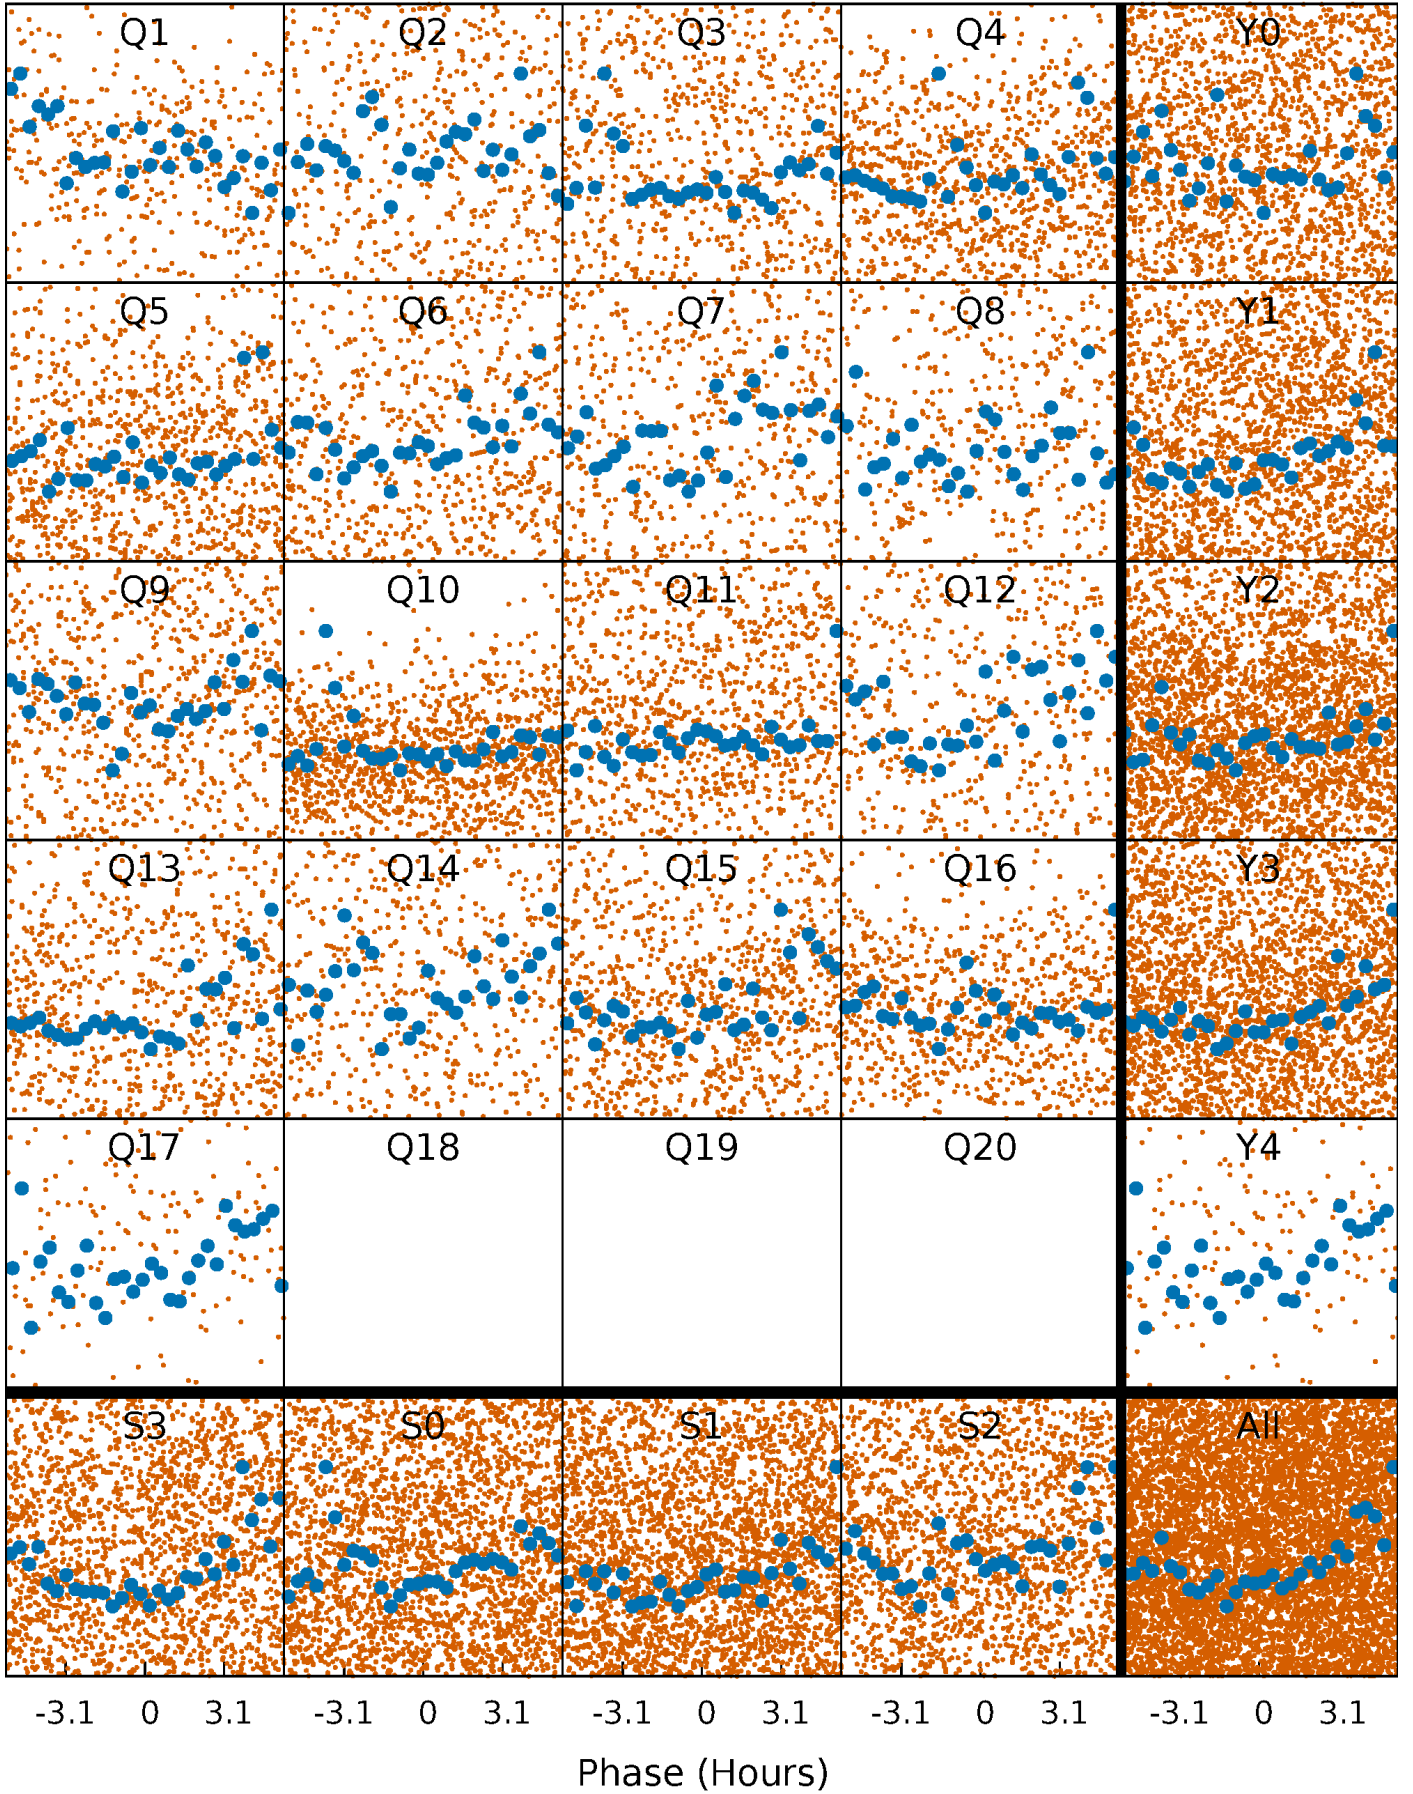 Q1 Q2 Q3 Q4 Y0
Q5 Q6 Q7 Q8 Y1
Q9 Q10 Q11 Q12 Y2
Q13 Q14 Q15 Q16 Y3
Q17 Q18 Q19 Q20 Y4
S3 S0 S1 S2 All
-3.1 0 3.1 -3.1 0 3.1 -3.1 0 3.1 -3.1 0 3.1 -3.1 0 3.1
Phase (Hours)